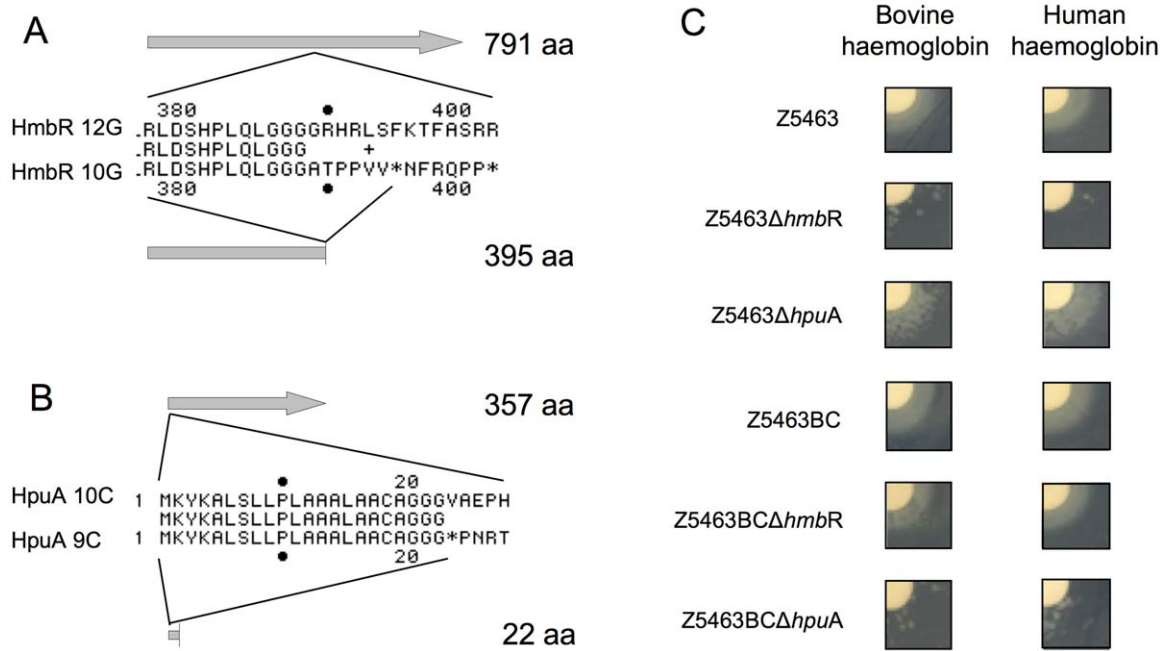 A
791 aa
380 400
HmbR 12G .RLDSHPLQLGGGGRHRLSFKTFASRR
.RLDSHPLQLGGG +
HmbR 10G .RLDSHPLQLGGGATPPVV*NFRQPP*
380 400
395 aa
B
357 aa
20
HpuA 10C 1 MKYKALSLLPLAAALAACAGGGVAEPH
MKYKALSLLPLAAALAACAGGG
HpuA 9C 1 MKYKALSLLPLAAALAACAGGG*PNRT
20
22 aa
C
Bovine haemoglobin
Human haemoglobin
Z5463
Z5463ΔhmbR
Z5463ΔhpuA
Z5463BC
Z5463BCΔhmbR
Z5463BCΔhpuA